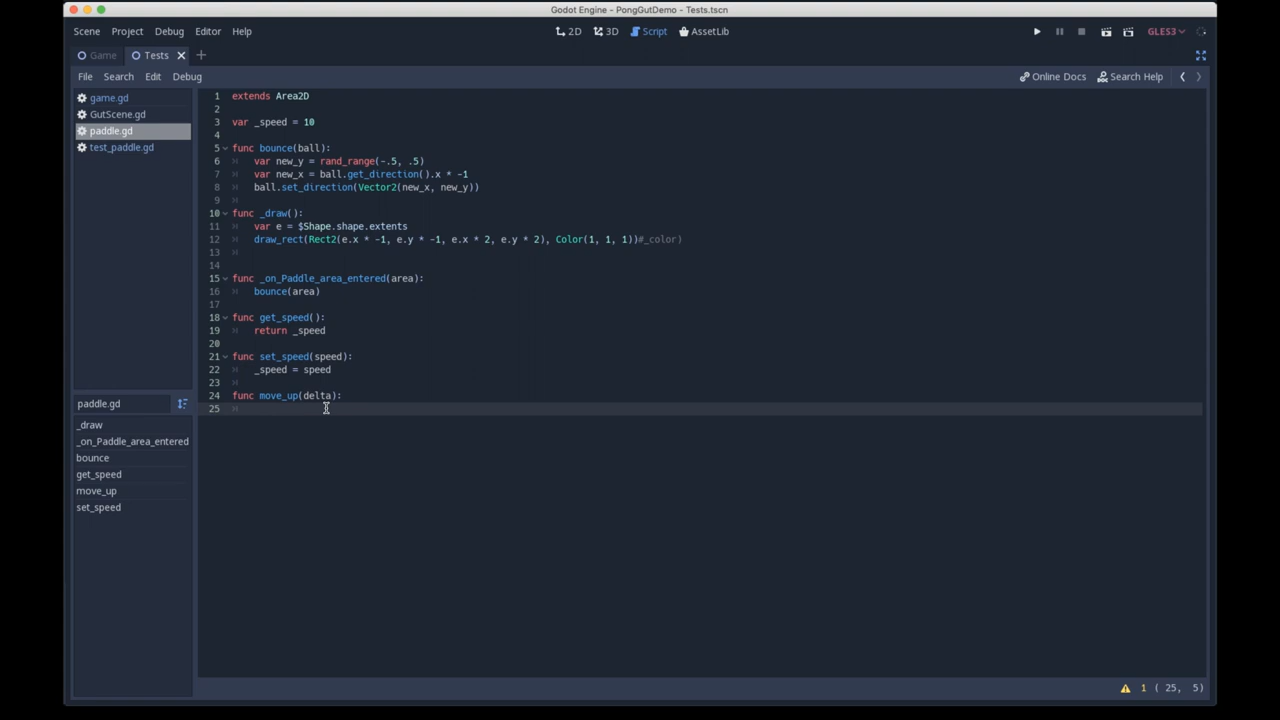 Godot Engine - PongGutDemo - Tests.tscn
Scene Project Debug Editor Help 2D 3D Script AssetLib GLES3
Game Tests
File Search Edit Debug Online Docs Search Help
game.gd
GutScene.gd
paddle.gd
test_paddle.gd
paddle.gd
_draw
_on_Paddle_area_entered
bounce
get_speed
move_up
set_speed
1 extends Area2D
2
3 var _speed = 10
4
5 func bounce(ball):
6 var new_y = rand_range(-.5, .5)
7 var new_x = ball.get_direction().x * -1
8 ball.set_direction(Vector2(new_x, new_y))
9
10 func _draw():
11 var e = $Shape.shape.extents
12 draw_rect(Rect2(e.x * -1, e.y * -1, e.x * 2, e.y * 2), Color(1, 1, 1))#_color)
13
14
15 func _on_Paddle_area_entered(area):
16 bounce(area)
17
18 func get_speed():
19 return _speed
20
21 func set_speed(speed):
22 _speed = speed
23
24 func move_up(delta):
25
1 ( 25, 5)